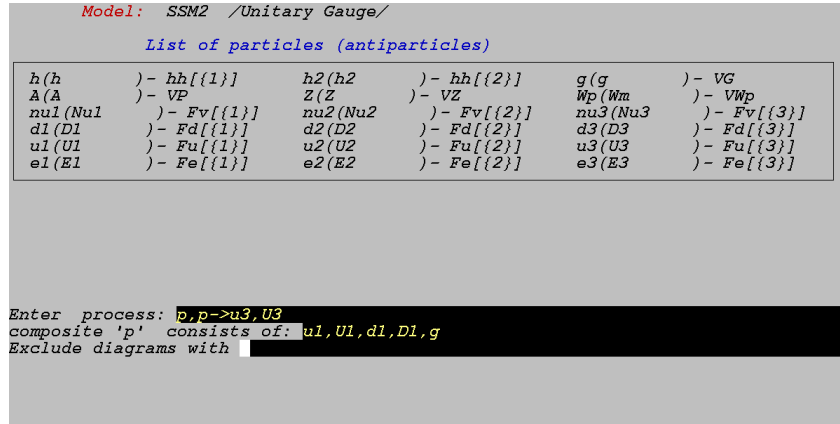 Model: SSM2 /Unitary Gauge/
List of particles (antiparticles)
h(h )- hh[{1}] h2(h2 )- hh[{2}] g(g )- VG
A(A )- VP Z(Z )- VZ Wp(Wm )- VWp
nu1(Nu1 )- Fv[{1}] nu2(Nu2 )- Fv[{2}] nu3(Nu3 )- Fv[{3}]
d1(D1 )- Fd[{1}] d2(D2 )- Fd[{2}] d3(D3 )- Fd[{3}]
u1(U1 )- Fu[{1}] u2(U2 )- Fu[{2}] u3(U3 )- Fu[{3}]
e1(E1 )- Fe[{1}] e2(E2 )- Fe[{2}] e3(E3 )- Fe[{3}]
Enter process: p,p->u3,U3
composite 'p' consists of: u1,U1,d1,D1,g
Exclude diagrams with